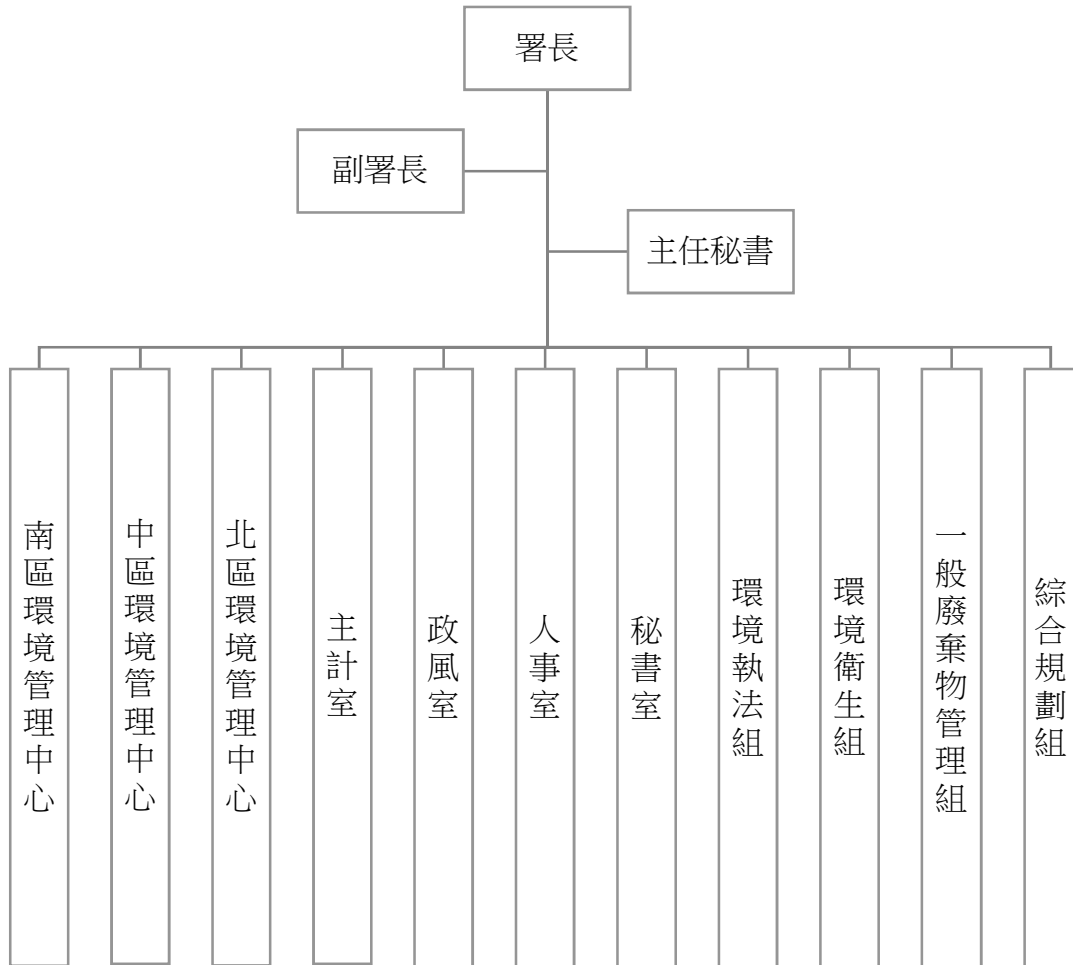 署長
副署長
主任秘書
南區環境管理中心
中區環境管理中心
北區環境管理中心
主計室
政風室
人事室
秘書室
環境執法組
環境衛生組
一般廢棄物管理組
綜合規劃組